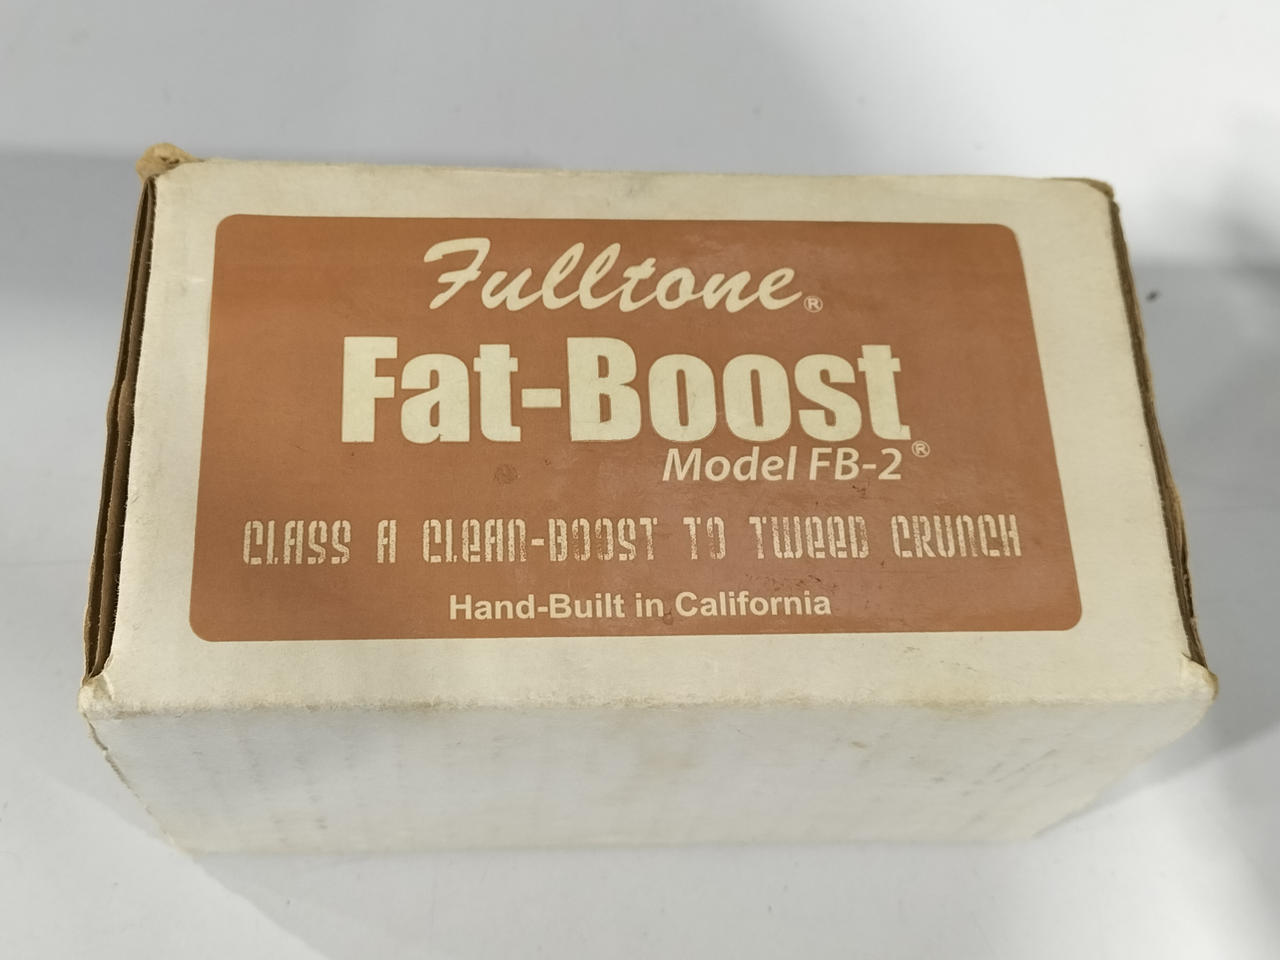 Fulltone®
Fat-Boost®
Model FB-2
CLASS A CLEAN-BOOST TO TWEED CRUNCH
Hand-Built in California